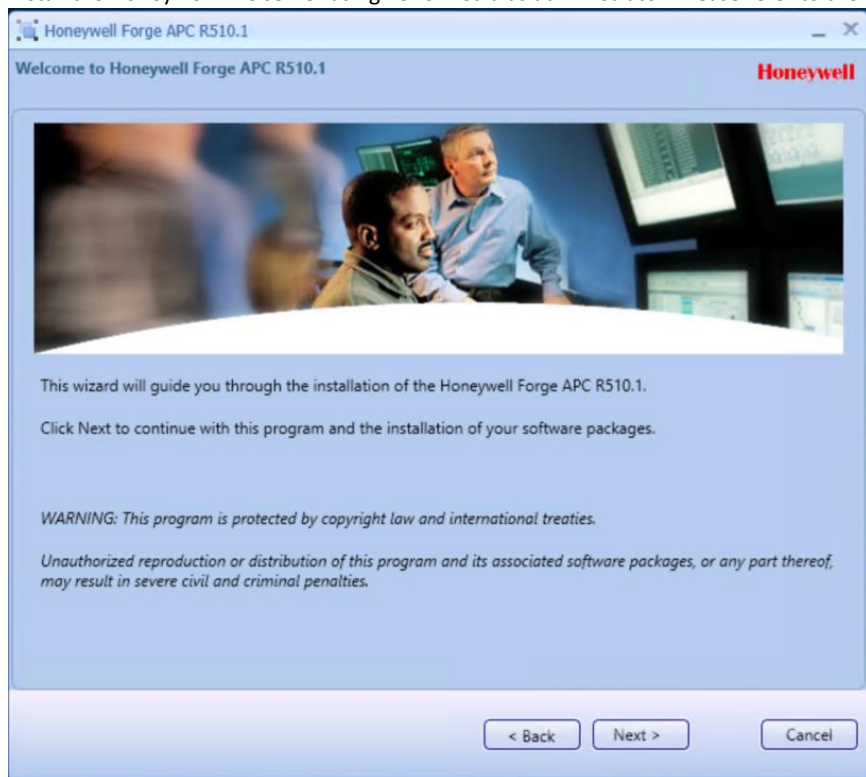 Honeywell Forge APC R510.1
Welcome to Honeywell Forge APC R510.1
Honeywell
This wizard will guide you through the installation of the Honeywell Forge APC R510.1.
Click Next to continue with this program and the installation of your software packages.
WARNING: This program is protected by copyright law and international treaties.
Unauthorized reproduction or distribution of this program and its associated software packages, or any part thereof,
may result in severe civil and criminal penalties.
< Back
Next >
Cancel